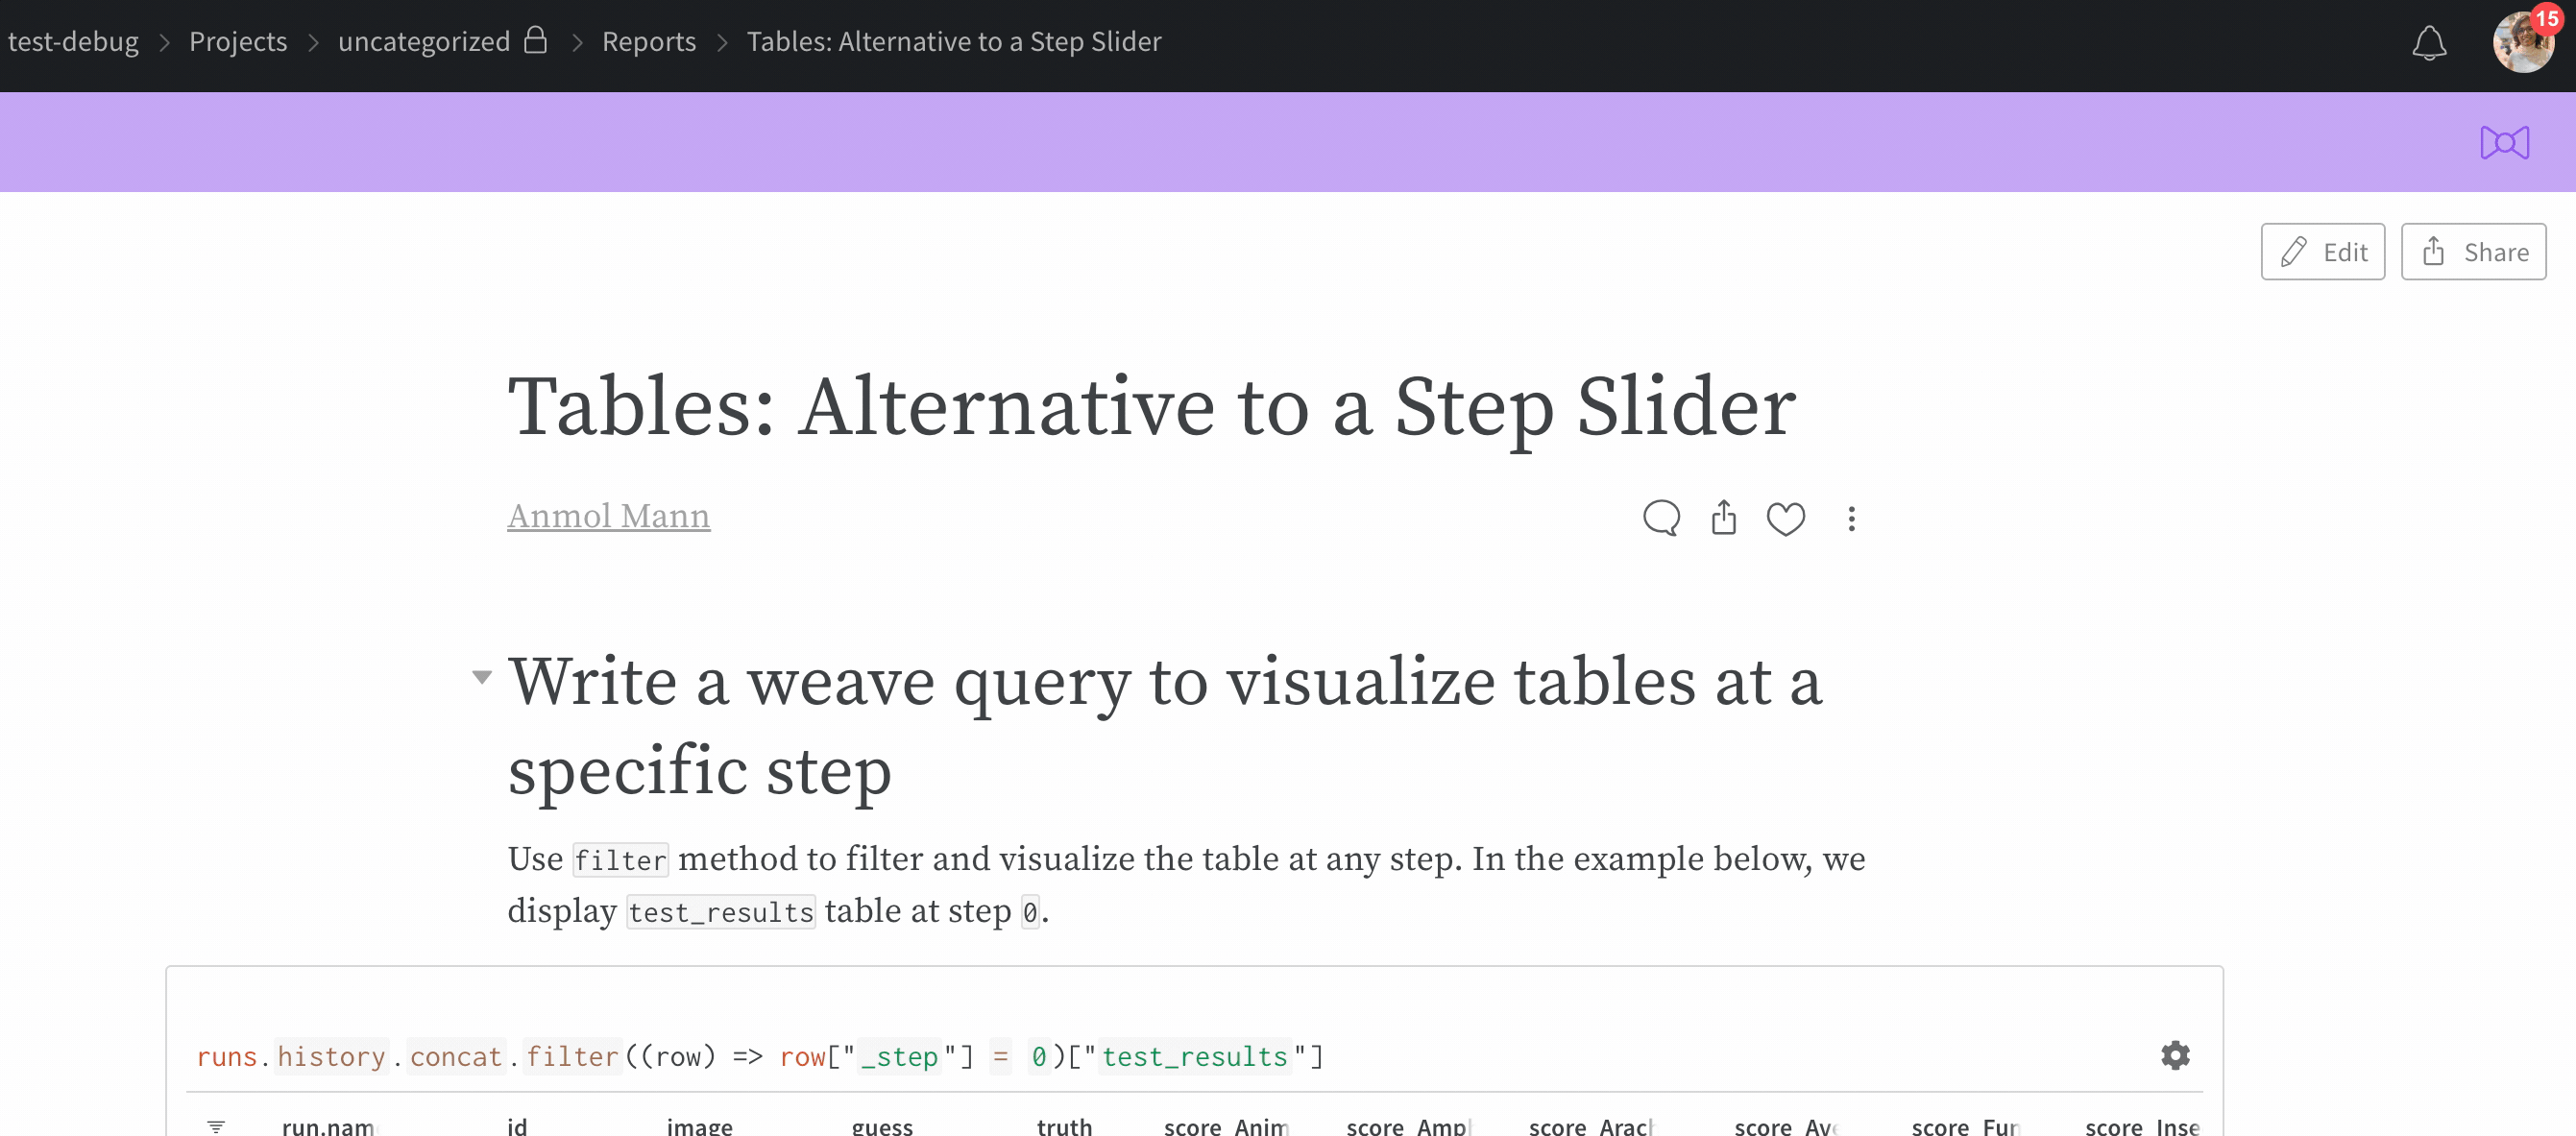 test-debug > Projects > uncategorized > Reports > Tables: Alternative to a Step Slider
15
Edit
Share
Tables: Alternative to a Step Slider
Anmol Mann
Write a weave query to visualize tables at a
specific step
Use filter method to filter and visualize the table at any step. In the example below, we
display test_results table at step 0.
runs.history.concat.filter((row) => row["_step"] = 0)["test_results"]
run.nam id image guess truth score_Anim score_Ampl score_Arach score_Ave score_Fun score_Inse